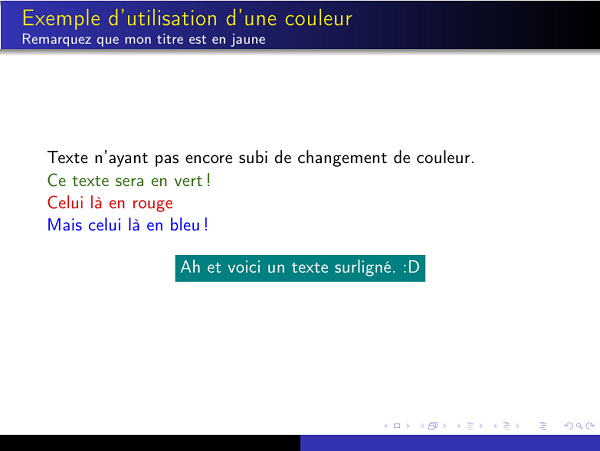 Exemple d'utilisation d'une couleur
Remarquez que mon titre est en jaune
Texte n'ayant pas encore subi de changement de couleur.
Ce texte sera en vert !
Celui là en rouge
Mais celui là en bleu !
Ah et voici un texte surligné. :D